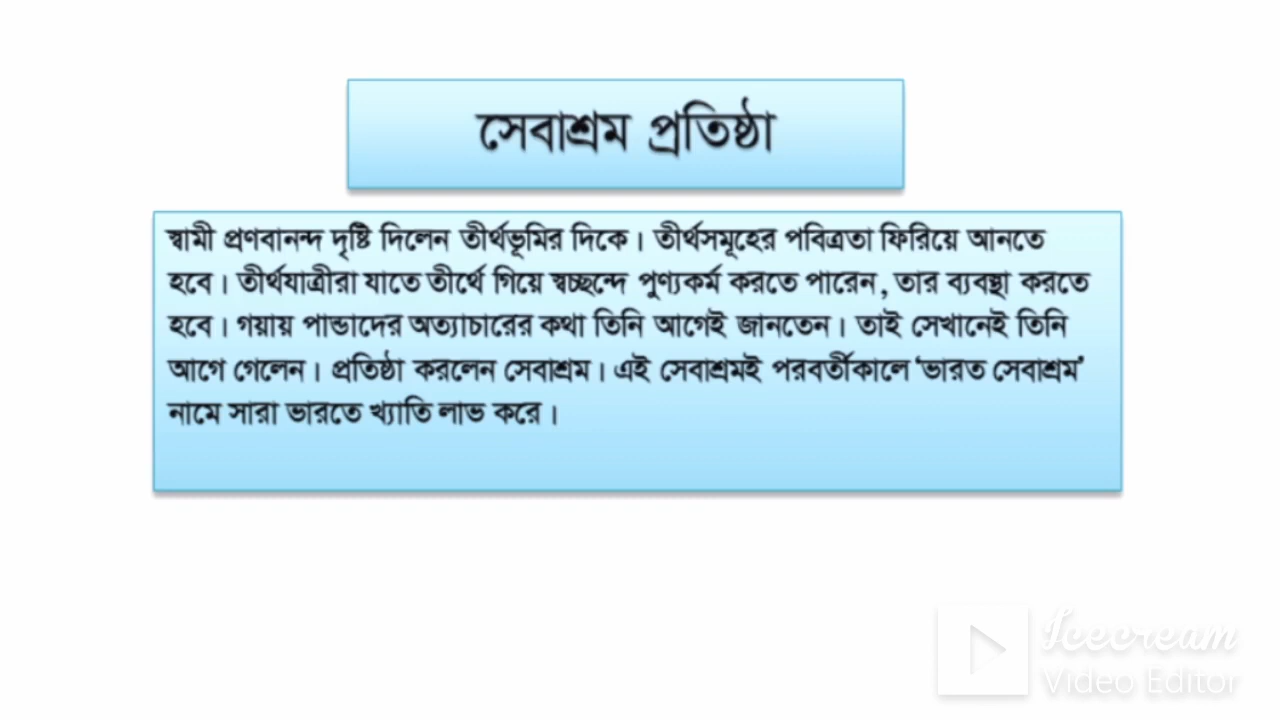 সেবাশ্রম প্রতিষ্ঠা
স্বামী প্রণবানন্দ দৃষ্টি দিলেন তীর্থভূমির দিকে। তীর্থসমূহের পবিত্রতা ফিরিয়ে আনতে
হবে। তীর্থযাত্রীরা যাতে তীর্থে গিয়ে স্বচ্ছন্দে পুণ্যকর্ম করতে পারেন, তার ব্যবস্থা করতে
হবে। গয়ায় পান্ডাদের অত্যাচারের কথা তিনি আগেই জানতেন। তাই সেখানেই তিনি
আগে গেলেন। প্রতিষ্ঠা করলেন সেবাশ্রম। এই সেবাশ্রমই পরবর্তীকালে ‘ভারত সেবাশ্রম’
নামে সারা ভারতে খ্যাতি লাভ করে।
Icecream
Video Editor